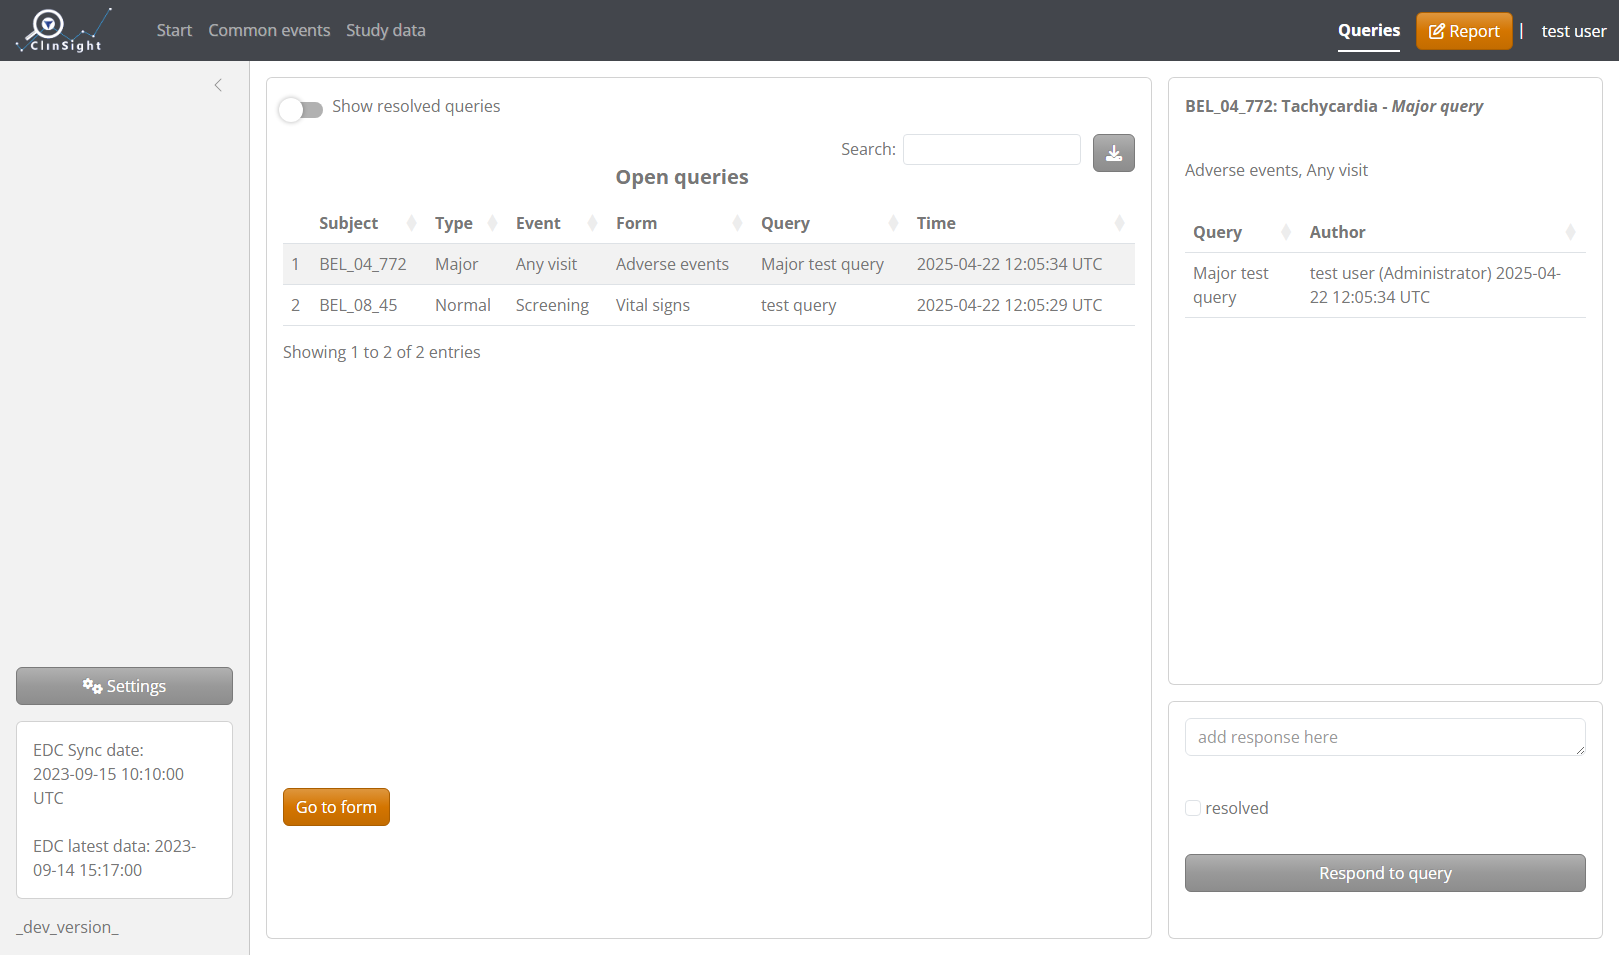 ClinSight
Start Common events Study data
Queries Report | test user
Show resolved queries
Search:
Open queries
Subject Type Event Form Query Time
1 BEL_04_772 Major Any visit Adverse events Major test query 2025-04-22 12:05:34 UTC
2 BEL_08_45 Normal Screening Vital signs test query 2025-04-22 12:05:29 UTC
Showing 1 to 2 of 2 entries
Go to form
BEL_04_772: Tachycardia - Major query
Adverse events, Any visit
Query Author
Major test
query
test user (Administrator) 2025-04-
22 12:05:34 UTC
add response here
resolved
Respond to query
Settings
EDC Sync date:
2023-09-15 10:10:00
UTC
EDC latest data: 2023-
09-14 15:17:00
_dev_version_